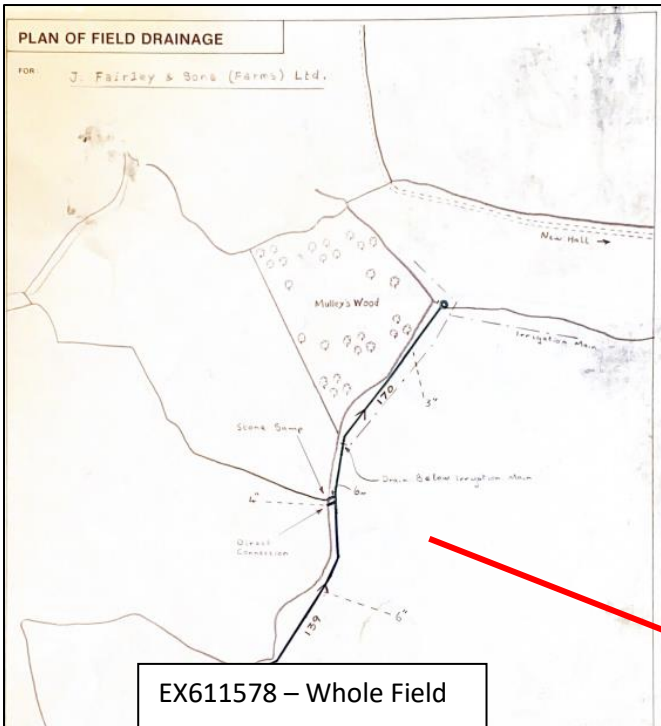 PLAN OF FIELD DRAINAGE
FOR:
J. Fairley & Sons (Farms) Ltd.
New Hall
Mulley's Wood
Irrigation Main
3"
170
Stone Sump
Drain Below Irrigation Main
6m
4"
Direct
Connection
6"
139
EX611578 – Whole Field